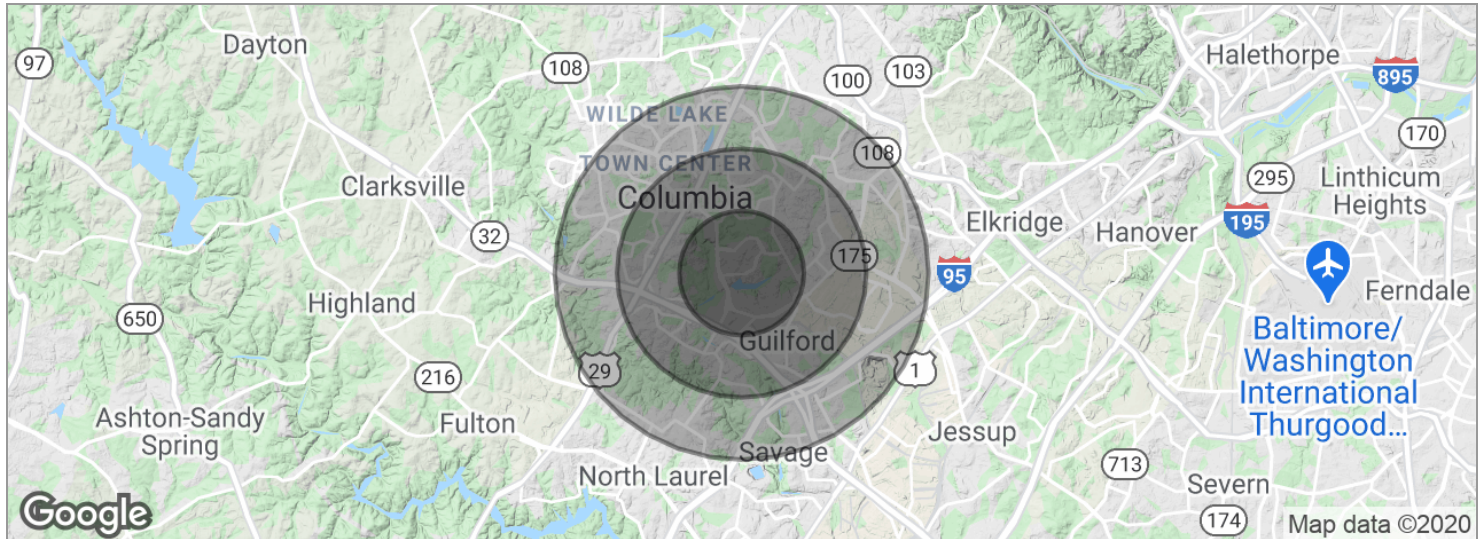 97
Dayton
108
100
103
Halethorpe
895
WILDE LAKE
170
TOWN CENTER
108
Clarksville
Columbia
295
Linthicum
Heights
32
Elkridge
Hanover
195
175
95
Highland
650
Ferndale
Guilford
Baltimore/
Washington
International
Thurgood...
29
1
216
Ashton-Sandy
Spring
Fulton
Jessup
Savage
713
North Laurel
Severn
174
Google
Map data ©2020